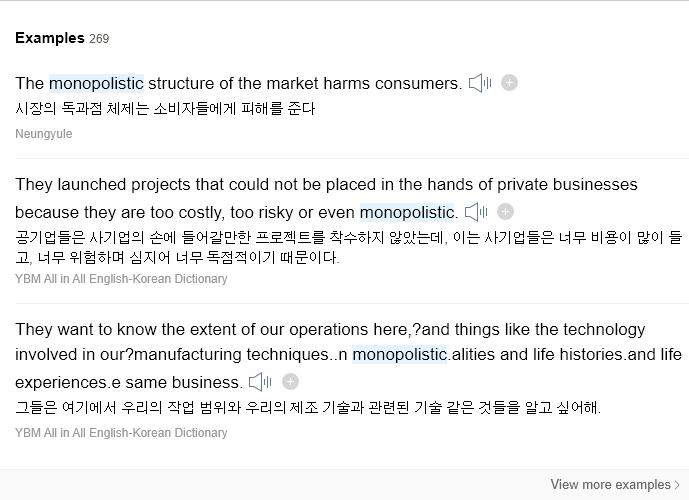 Examples 269
The monopolistic structure of the market harms consumers.
시장의 독과점 체제는 소비자들에게 피해를 준다
Neungyule
They launched projects that could not be placed in the hands of private businesses
because they are too costly, too risky or even monopolistic.
공기업들은 사기업의 손에 들어갈만한 프로젝트를 착수하지 않았는데, 이는 사기업들은 너무 비용이 많이 들
고, 너무 위험하며 심지어 너무 독점적이기 때문이다.
YBM All in All English-Korean Dictionary
They want to know the extent of our operations here,?and things like the technology
involved in our?manufacturing techniques..n monopolistic.alities and life histories.and life
experiences.e same business.
그들은 여기에서 우리의 작업 범위와 우리의 제조 기술과 관련된 기술 같은 것들을 알고 싶어해.
YBM All in All English-Korean Dictionary
View more examples